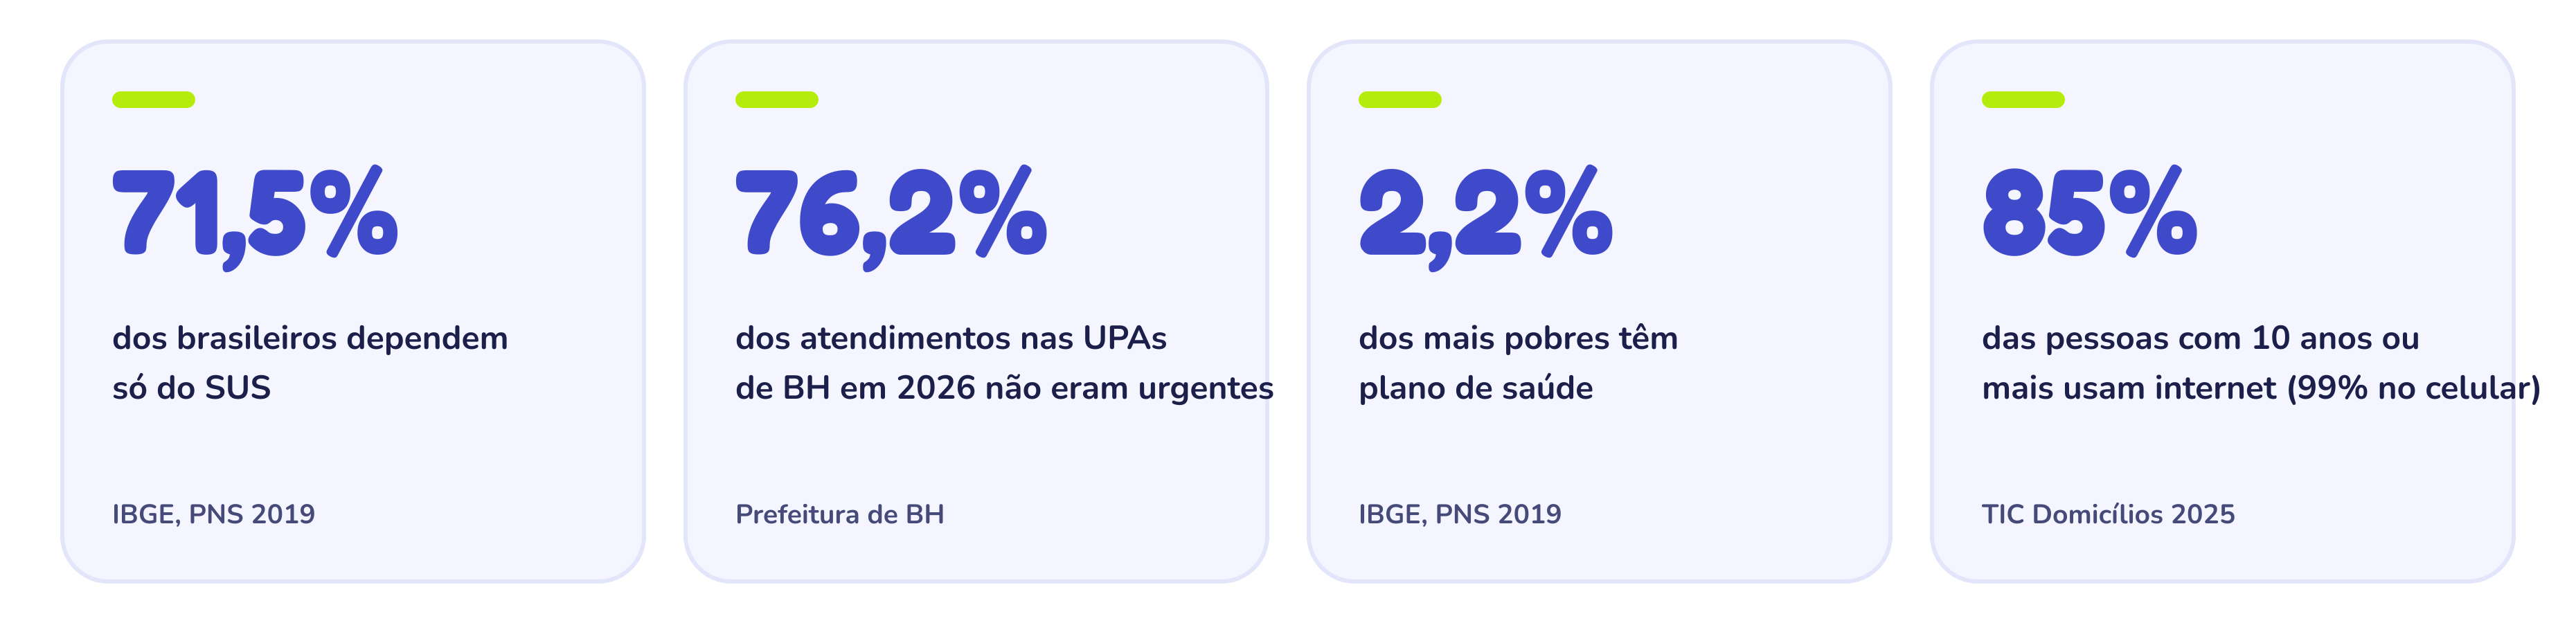 71,5%
dos brasileiros dependem
só do SUS
IBGE, PNS 2019
76,2%
dos atendimentos nas UPAs
de BH em 2026 não eram urgentes
Prefeitura de BH
2,2%
dos mais pobres têm
plano de saúde
IBGE, PNS 2019
85%
das pessoas com 10 anos ou
mais usam internet (99% no celular)
TIC Domicílios 2025